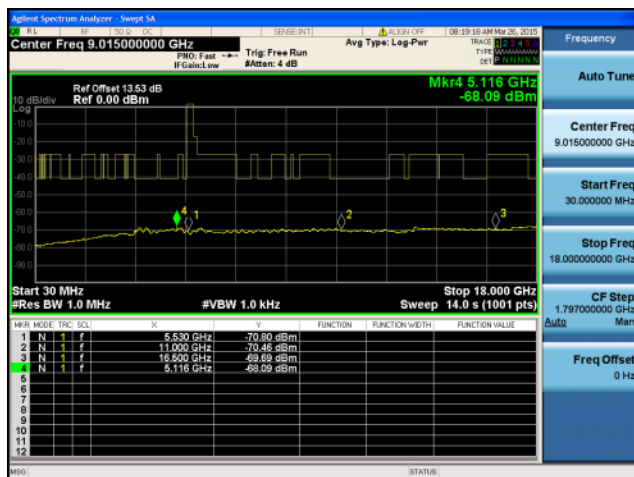 Agilent Spectrum Analyzer - Swept SA
RL RF 50 Ω DC SENSE:INT ALIGN OFF 08:19:18 AM Mar 26, 2015
Center Freq 9.015000000 GHz
PNO: Fast
IFGain:Low
Trig: Free Run
#Atten: 4 dB
Avg Type: Log-Pwr
TRACE 1 2 3 4 5 6
TYPE
DET P N N N N N
Mkr4 5.116 GHz
-68.09 dBm
Ref Offset 13.53 dB
10 dB/div Ref 0.00 dBm
Log
-10.0
-20.0
-30.0
-40.0
-50.0
-60.0
-70.0
-80.0
-90.0
4 1 2 3
Start 30 MHz Stop 18.000 GHz
#Res BW 1.0 MHz #VBW 1.0 kHz Sweep 14.0 s (1001 pts)
MKR MODE TRC SCL X Y FUNCTION FUNCTION WIDTH FUNCTION VALUE
1 N 1 f 5.530 GHz -70.80 dBm
2 N 1 f 11.000 GHz -70.46 dBm
3 N 1 f 16.500 GHz -69.69 dBm
4 N 1 f 5.116 GHz -68.09 dBm
5
6
7
8
9
10
11
12
MSG STATUS
Frequency
Auto Tune
Center Freq
9.015000000 GHz
Start Freq
30.000000 MHz
Stop Freq
18.000000000 GHz
CF Step
1.797000000 GHz
Auto Man
Freq Offset
0 Hz